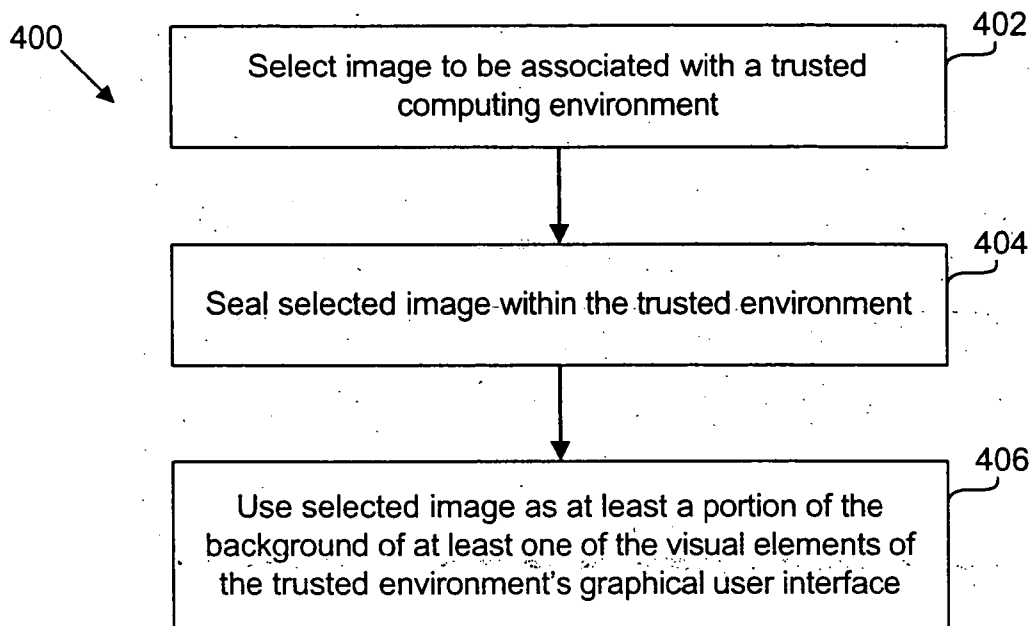 400
402
Select image to be associated with a trusted
computing environment
404
Seal selected image within the trusted environment
406
Use selected image as at least a portion of the
background of at least one of the visual elements of
the trusted environment's graphical user interface